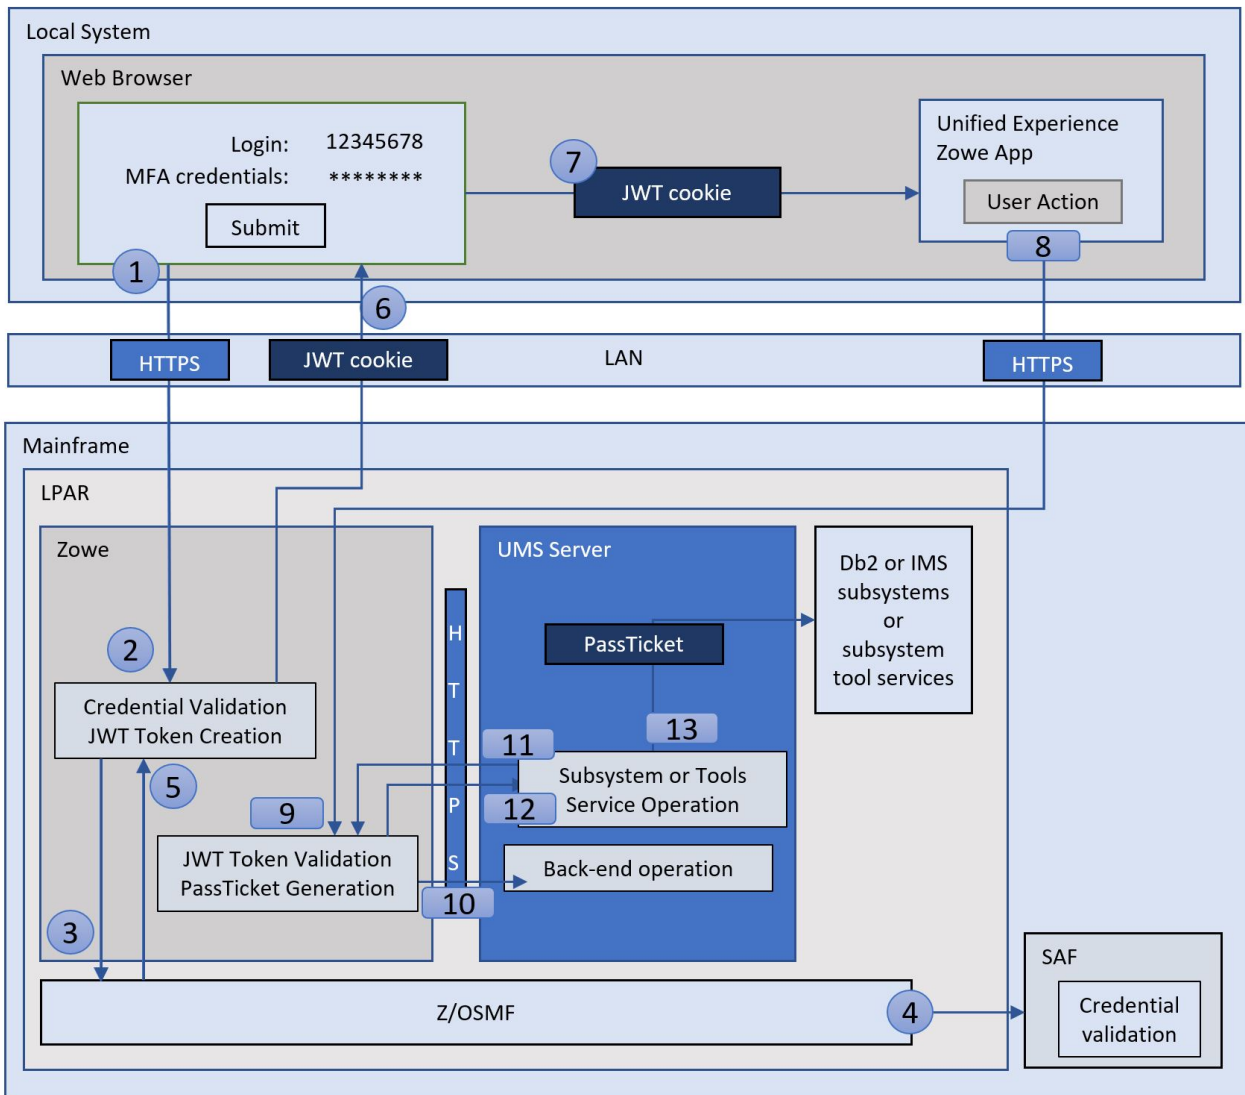 Local System
Web Browser
Login: 12345678
MFA credentials: ********
Submit
7
JWT cookie
Unified Experience
Zowe App
User Action
8
1
6
HTTPS
JWT cookie
LAN
HTTPS
Mainframe
LPAR
Zowe
UMS Server
Db2 or IMS
subsystems
or
subsystem
tool services
H
T
T
P
S
PassTicket
2
Credential Validation
JWT Token Creation
13
11
Subsystem or Tools
Service Operation
12
5
9
JWT Token Validation
PassTicket Generation
Back-end operation
10
3
Z/OSMF
4
SAF
Credential
validation